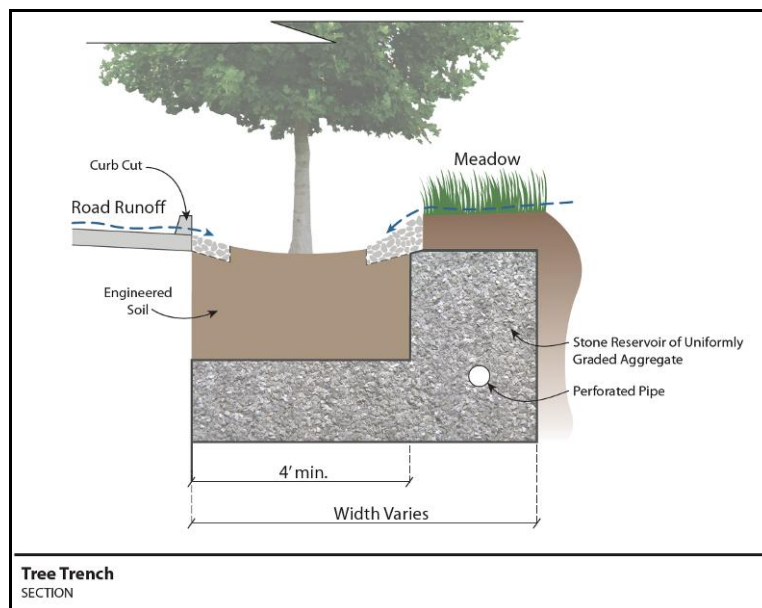 Curb Cut
Meadow
Road Runoff
Engineered
Soil
Stone Reservoir of Uniformly
Graded Aggregate
Perforated Pipe
4' min.
Width Varies
Tree Trench
SECTION